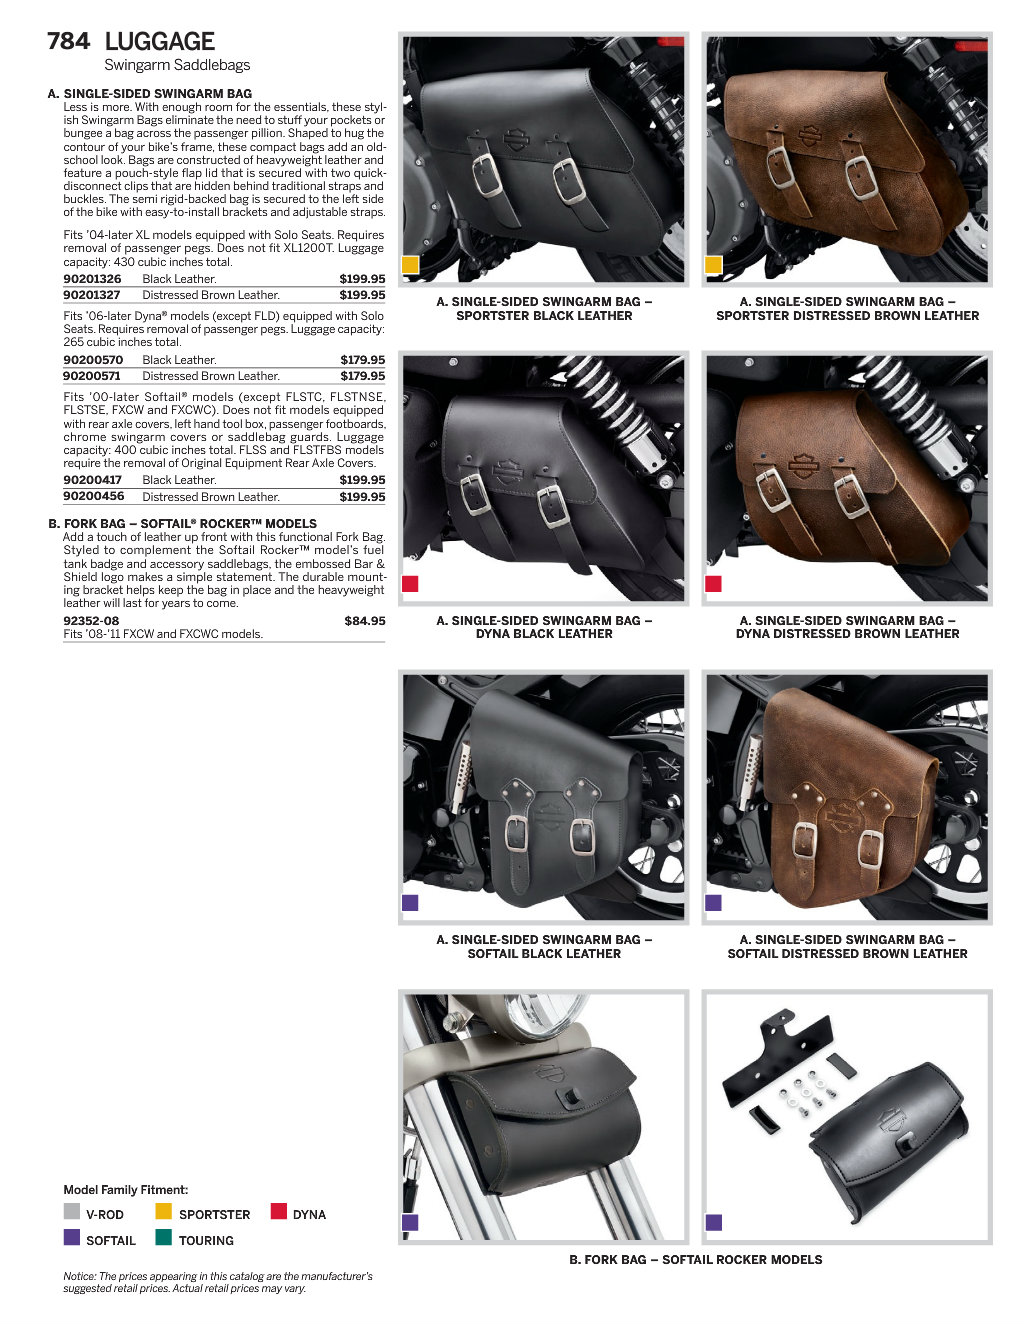 784 LUGGAGE
Swingarm Saddlebags
A. SINGLE-SIDED SWINGARM BAG
Less is more. With enough room for the essentials, these styl-
ish Swingarm Bags eliminate the need to stuff your pockets or
bungee a bag across the passenger pillion. Shaped to hug the
contour of your bike's frame, these compact bags add an old-
school look. Bags are constructed of heavyweight leather and
feature a pouch-style flap lid that is secured with two quick-
disconnect clips that are hidden behind traditional straps and
buckles. The semi rigid-backed bag is secured to the left side
of the bike with easy-to-install brackets and adjustable straps.
Fits '04-later XL models equipped with Solo Seats. Requires
removal of passenger pegs. Does not fit XL1200T. Luggage
capacity: 430 cubic inches total.
90201326 Black Leather. $199.95
90201327 Distressed Brown Leather. $199.95
Fits '06-later Dyna® models (except FLD) equipped with Solo
Seats. Requires removal of passenger pegs. Luggage capacity:
265 cubic inches total.
90200570 Black Leather. $179.95
90200571 Distressed Brown Leather. $179.95
Fits '00-later Softail® models (except FLSTC, FLSTNSE,
FLSTSE, FXCW and FXCWC). Does not fit models equipped
with rear axle covers, left hand tool box, passenger footboards,
chrome swingarm covers or saddlebag guards. Luggage
capacity: 400 cubic inches total. FLSS and FLSTFBS models
require the removal of Original Equipment Rear Axle Covers.
90200417 Black Leather. $199.95
90200456 Distressed Brown Leather. $199.95
B. FORK BAG – SOFTAIL® ROCKER™ MODELS
Add a touch of leather up front with this functional Fork Bag.
Styled to complement the Softail Rocker™ model's fuel
tank badge and accessory saddlebags, the embossed Bar &
Shield logo makes a simple statement. The durable mount-
ing bracket helps keep the bag in place and the heavyweight
leather will last for years to come.
92352-08 $84.95
Fits '08-'11 FXCW and FXCWC models.
A. SINGLE-SIDED SWINGARM BAG –
SPORTSTER BLACK LEATHER
A. SINGLE-SIDED SWINGARM BAG –
SPORTSTER DISTRESSED BROWN LEATHER
A. SINGLE-SIDED SWINGARM BAG –
DYNA BLACK LEATHER
A. SINGLE-SIDED SWINGARM BAG –
DYNA DISTRESSED BROWN LEATHER
A. SINGLE-SIDED SWINGARM BAG –
SOFTAIL BLACK LEATHER
A. SINGLE-SIDED SWINGARM BAG –
SOFTAIL DISTRESSED BROWN LEATHER
B. FORK BAG – SOFTAIL ROCKER MODELS
Model Family Fitment:
V-ROD SPORTSTER DYNA
SOFTAIL TOURING
Notice: The prices appearing in this catalog are the manufacturer's
suggested retail prices. Actual retail prices may vary.